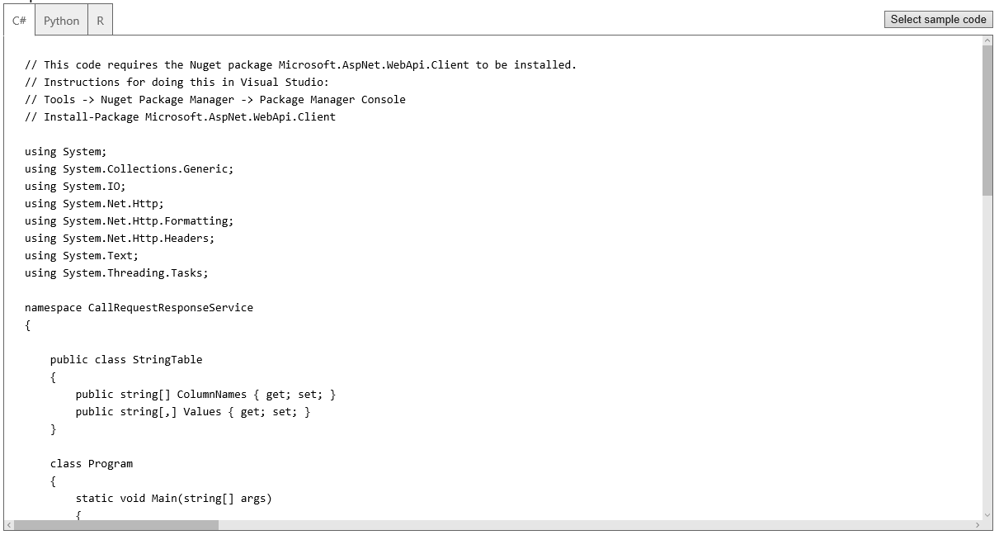 C# Python R Select sample code
// This code requires the Nuget package Microsoft.AspNet.WebApi.Client to be installed.
// Instructions for doing this in Visual Studio:
// Tools -> Nuget Package Manager -> Package Manager Console
// Install-Package Microsoft.AspNet.WebApi.Client
using System;
using System.Collections.Generic;
using System.IO;
using System.Net.Http;
using System.Net.Http.Formatting;
using System.Net.Http.Headers;
using System.Text;
using System.Threading.Tasks;
namespace CallRequestResponseService
{
    public class StringTable
    {
        public string[] ColumnNames { get; set; }
        public string[,] Values { get; set; }
    }
    class Program
    {
        static void Main(string[] args)
        {